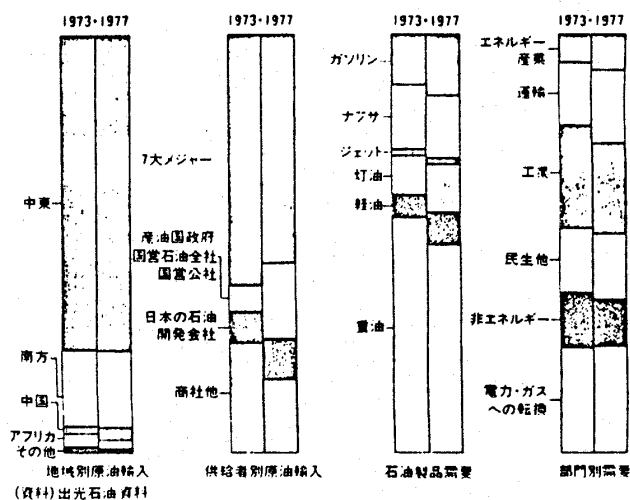 1973・1977
中東
南方
中国
アフリカ
その他
地域別原油輸入
1973・1977
7大メジャー
産油国政府
国営石油会社
国営公社
日本の石油
開発会社
商社他
供給者別原油輸入
1973・1977
ガソリン
ナフサ
ジェット
灯油
軽油
重油
石油製品需要
1973・1977
エネルギー
産業
運輸
工業
民生他
非エネルギー
電力・ガス
への転換
部門別需要
(資料)出光石油資料